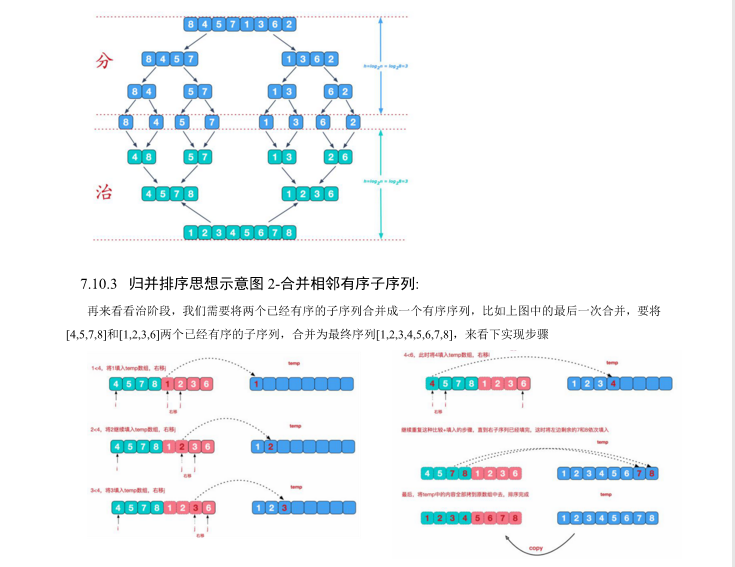 8 4 5 7 1 3 6 2
分
8 4 5 7 1 3 6 2
8 4 5 7 1 3 6 2
8 4 5 7 1 3 6 2
4 8 5 7 1 3 2 6
治
4 5 7 8 1 2 3 6
1 2 3 4 5 6 7 8
7.10.3 归并排序思想示意图 2-合并相邻有序子序列:
再来看看治阶段，我们需要将两个已经有序的子序列合并成一个有序序列，比如上图中的最后一次合并，要将
[4,5,7,8]和[1,2,3,6]两个已经有序的子序列，合并为最终序列[1,2,3,4,5,6,7,8]，来看下实现步骤
1<4，将1填入temp数组，右移j
temp
4 5 7 8 1 2 3 6 1
右移
2<4，将2继续填入temp数组，右移j
temp
4 5 7 8 1 2 3 6 1 2
右移
3<4，将3填入temp数组，右移j
temp
4 5 7 8 1 2 3 6 1 2 3
右移
4<6，此时将4填入temp数组，右移i
temp
4 5 7 8 1 2 3 6 1 2 3 4
右移
继续重复这种比较+填入的步骤，直到右子序列已经填完，这时将左边剩余的7和8依次填入
temp
4 5 7 8 1 2 3 6 1 2 3 4 5 6 7 8
最后，将temp中的内容全部拷到原数组中去，排序完成
temp
1 2 3 4 5 6 7 8 1 2 3 4 5 6 7 8
copy